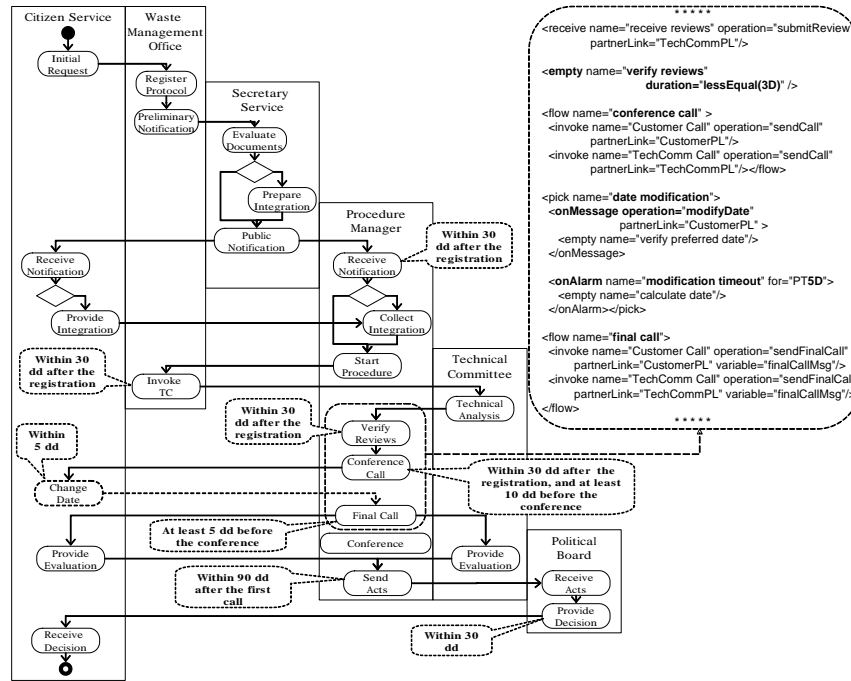 Citizen Service
Waste
Management
Office
Initial
Request
Register
Protocol
Preliminary
Notification
Secretary
Service
Evaluate
Documents
Prepare
Integration
Public
Notification
Procedure
Manager
Receive
Notification
Receive
Notification
Within 30
dd after the
registration
Provide
Integration
Collect
Integration
Start
Procedure
Within 30
dd after the
registration
Invoke
TC
Technical
Committee
Technical
Analysis
Within 30
dd after the
registration
Verify
Reviews
Within
5 dd
Conference
Call
Within 30 dd after the
registration, and at least
10 dd before the
conference
Change
Date
Final Call
At least 5 dd before
the conference
Conference
Provide
Evaluation
Provide
Evaluation
Political
Board
Within 90 dd
after the first
call
Send
Acts
Receive
Acts
Provide
Decision
Within 30
dd
Receive
Decision
* * * * *
<receive name="receive reviews" operation="submitReview
partnerLink="TechCommPL"/>
<empty name="verify reviews"
duration="lessEqual(3D)" />
<flow name="conference call" >
<invoke name="Customer Call" operation="sendCall"
partnerLink="CustomerPL"/>
<invoke name="TechComm Call" operation="sendCall"
partnerLink="TechCommPL"/></flow>
<pick name="date modification">
<onMessage operation="modifyDate"
partnerLink="CustomerPL" >
<empty name="verify preferred date"/>
</onMessage>
<onAlarm name="modification timeout" for="PT5D">
<empty name="calculate date"/>
</onAlarm></pick>
<flow name="final call">
<invoke name="Customer Call" operation="sendFinalCall"
partnerLink="CustomerPL" variable="finalCallMsg"/>
<invoke name="TechComm Call" operation="sendFinalCal
partnerLink="TechCommPL" variable="finalCallMsg"/>
</flow>
* * * * *